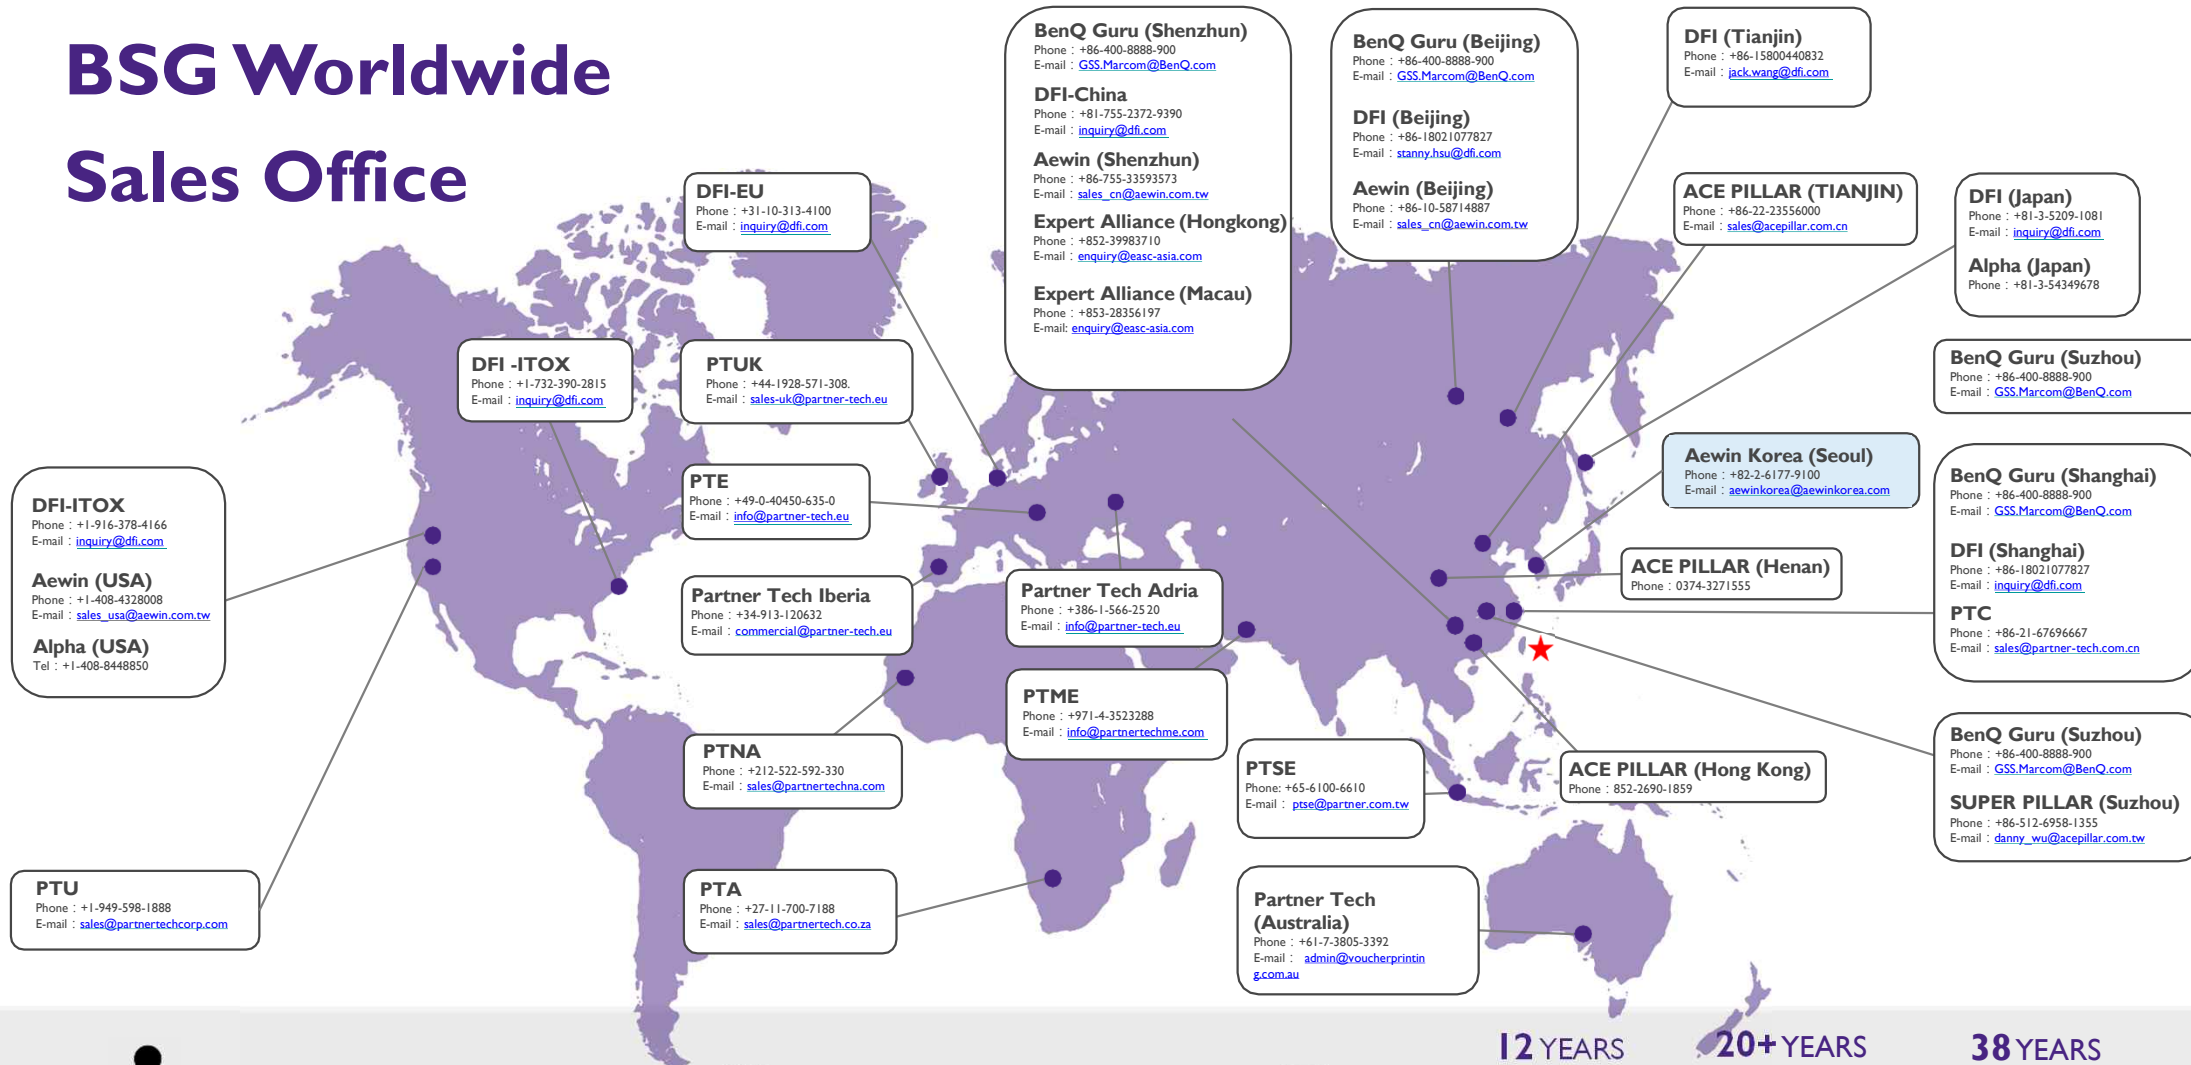 BSG Worldwide
Sales Office
BenQ Guru (Shenzhun)
Phone : +86-400-8888-900
E-mail : GSS.Marcom@BenQ.com
DFI-China
Phone : +81-755-2372-9390
E-mail : inquiry@dfi.com
Aewin (Shenzhun)
Phone : +86-755-33593573
E-mail : sales_cn@aewin.com.tw
Expert Alliance (Hongkong)
Phone : +852-39983710
E-mail : enquiry@easc-asia.com
Expert Alliance (Macau)
Phone : +853-28356197
E-mail: enquiry@easc-asia.com
BenQ Guru (Beijing)
Phone : +86-400-8888-900
E-mail : GSS.Marcom@BenQ.com
DFI (Beijing)
Phone : +86-18021077827
E-mail : stanny.hsu@dfi.com
Aewin (Beijing)
Phone : +86-10-58714887
E-mail : sales_cn@aewin.com.tw
DFI (Tianjin)
Phone : +86-15800440832
E-mail : jack.wang@dfi.com
DFI-EU
Phone : +31-10-313-4100
E-mail : inquiry@dfi.com
ACE PILLAR (TIANJIN)
Phone : +86-22-23556000
E-mail : sales@acepillar.com.cn
DFI (Japan)
Phone : +81-3-5209-1081
E-mail : inquiry@dfi.com
Alpha (Japan)
Phone : +81-3-54349678
DFI -ITOX
Phone : +1-732-390-2815
E-mail : inquiry@dfi.com
PTUK
Phone : +44-1928-571-308.
E-mail : sales-uk@partner-tech.eu
BenQ Guru (Suzhou)
Phone : +86-400-8888-900
E-mail : GSS.Marcom@BenQ.com
Aewin Korea (Seoul)
Phone : +82-2-6177-9100
E-mail : aewinkorea@aewinkorea.com
DFI-ITOX
Phone : +1-916-378-4166
E-mail : inquiry@dfi.com
Aewin (USA)
Phone : +1-408-4328008
E-mail : sales_usa@aewin.com.tw
Alpha (USA)
Tel : +1-408-8448850
PTE
Phone : +49-0-40450-635-0
E-mail : info@partner-tech.eu
BenQ Guru (Shanghai)
Phone : +86-400-8888-900
E-mail : GSS.Marcom@BenQ.com
DFI (Shanghai)
Phone : +86-18021077827
E-mail : inquiry@dfi.com
PTC
Phone : +86-21-67696667
E-mail : sales@partner-tech.com.cn
ACE PILLAR (Henan)
Phone : 0374-3271555
Partner Tech Iberia
Phone : +34-913-120632
E-mail : commercial@partner-tech.eu
Partner Tech Adria
Phone : +386-1-566-2520
E-mail : info@partner-tech.eu
PTME
Phone : +971-4-3523288
E-mail : info@partnertechme.com
PTNA
Phone : +212-522-592-330
E-mail : sales@partnertechna.com
PTSE
Phone: +65-6100-6610
E-mail : ptse@partner.com.tw
ACE PILLAR (Hong Kong)
Phone : 852-2690-1859
BenQ Guru (Suzhou)
Phone : +86-400-8888-900
E-mail : GSS.Marcom@BenQ.com
SUPER PILLAR (Suzhou)
Phone : +86-512-6958-1355
E-mail : danny_wu@acepillar.com.tw
PTU
Phone : +1-949-598-1888
E-mail : sales@partnertechcorp.com
PTA
Phone : +27-11-700-7188
E-mail : sales@partnertech.co.za
Partner Tech
(Australia)
Phone : +61-7-3805-3392
E-mail : admin@voucherprintin
g.com.au
12 YEARS
20+ YEARS
38 YEARS